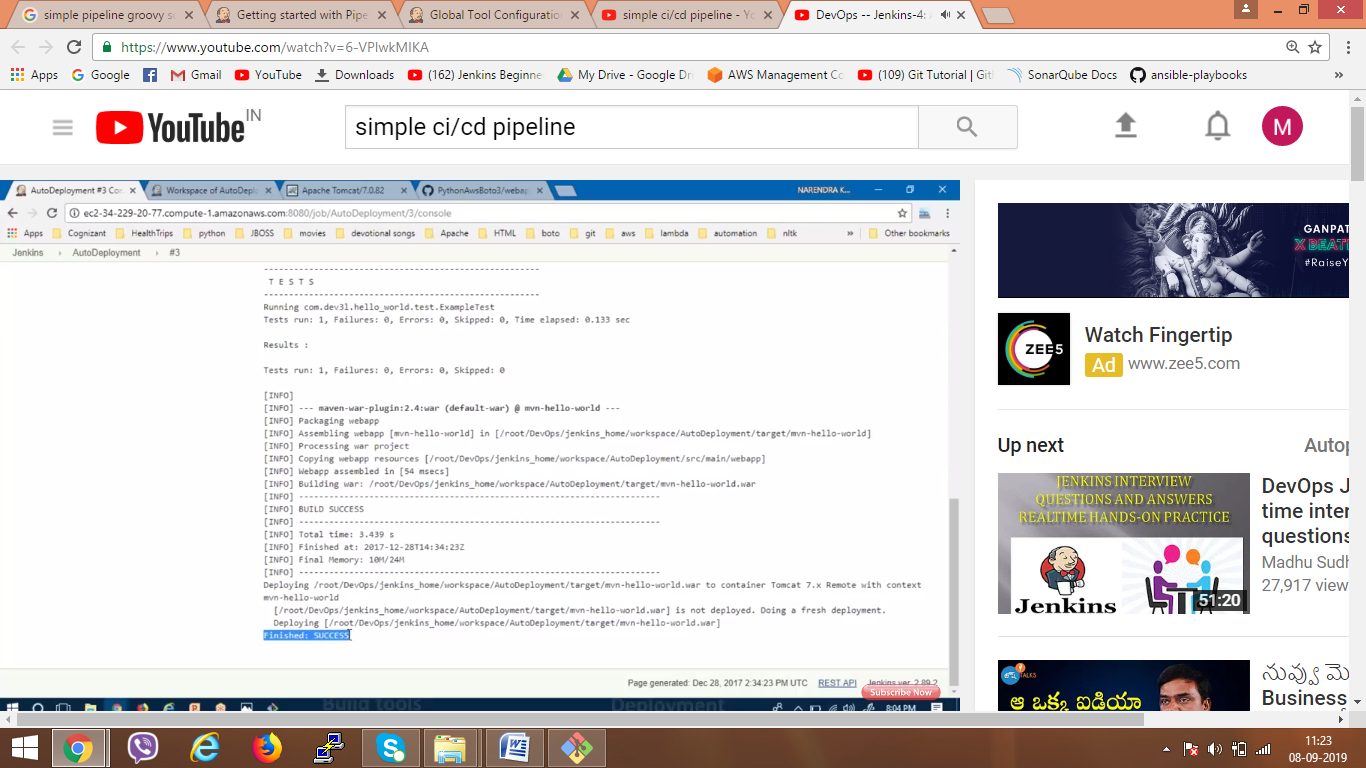 simple pipeline groovy s
Getting started with Pipe
Global Tool Configuratio
simple ci/cd pipeline - Yo
DevOps -- Jenkins-4: A
https://www.youtube.com/watch?v=6-VPlwkMIKA
Apps
Google
Gmail
YouTube
Downloads
(162) Jenkins Beginne
My Drive - Google Dri
AWS Management Co
(109) Git Tutorial | Git
SonarQube Docs
ansible-playbooks
»
YouTube IN
simple ci/cd pipeline
M
AutoDeployment #3 Co
Workspace of AutoDepl
Apache Tomcat/7.0.82
PythonAwsBoto3/weba
NARENDRA K...
ec2-34-229-20-77.compute-1.amazonaws.com:8080/job/AutoDeployment/3/console
Apps Cognizant HealthTrips python JBOSS movies devotional songs Apache HTML boto git aws lambda automation nltk » Other bookmarks
Jenkins › AutoDeployment › #3
-------------------------------------------------------
T E S T S
-------------------------------------------------------
Running com.dev3l.hello_world.test.ExampleTest
Tests run: 1, Failures: 0, Errors: 0, Skipped: 0, Time elapsed: 0.133 sec
Results :
Tests run: 1, Failures: 0, Errors: 0, Skipped: 0
[INFO]
[INFO] --- maven-war-plugin:2.4:war (default-war) @ mvn-hello-world ---
[INFO] Packaging webapp
[INFO] Assembling webapp [mvn-hello-world] in [/root/DevOps/jenkins_home/workspace/AutoDeployment/target/mvn-hello-world]
[INFO] Processing war project
[INFO] Copying webapp resources [/root/DevOps/jenkins_home/workspace/AutoDeployment/src/main/webapp]
[INFO] Webapp assembled in [54 msecs]
[INFO] Building war: /root/DevOps/jenkins_home/workspace/AutoDeployment/target/mvn-hello-world.war
[INFO] ------------------------------------------------------------------------
[INFO] BUILD SUCCESS
[INFO] ------------------------------------------------------------------------
[INFO] Total time: 3.439 s
[INFO] Finished at: 2017-12-28T14:34:23Z
[INFO] Final Memory: 10M/24M
[INFO] ------------------------------------------------------------------------
Deploying /root/DevOps/jenkins_home/workspace/AutoDeployment/target/mvn-hello-world.war to container Tomcat 7.x Remote with context
mvn-hello-world
[/root/DevOps/jenkins_home/workspace/AutoDeployment/target/mvn-hello-world.war] is not deployed. Doing a fresh deployment.
Deploying [/root/DevOps/jenkins_home/workspace/AutoDeployment/target/mvn-hello-world.war]
Finished: SUCCESS
Page generated: Dec 28, 2017 2:34:23 PM UTC REST API Jenkins ver. 2.89.2
Subscribe Now
Build tools
Deployment
8:04 PM
GANPAT
X BEAT
#RaiseY
ZEE5
Watch Fingertip
Ad www.zee5.com
Up next
Autop
JENKINS INTERVIEW
QUESTIONS AND ANSWERS
REALTIME HANDS-ON PRACTICE
Jenkins
51:20
DevOps J
time inter
questions
Madhu Sudh
27,917 view
TALKS
ఆ ఒక్క ఐడియా
నువ్వు మె
Business
11:23
08-09-2019